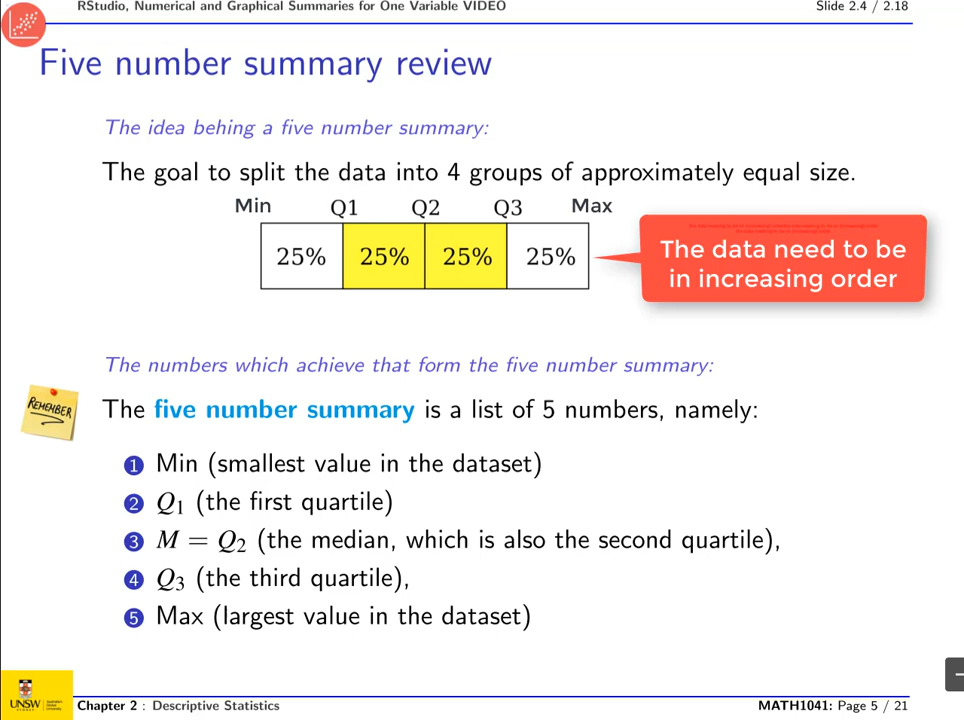 RStudio, Numerical and Graphical Summaries for One Variable VIDEO
Slide 2.4 / 2.18
Five number summary review
The idea behing a five number summary:
The goal to split the data into 4 groups of approximately equal size.
Min Q1 Q2 Q3 Max
25% 25% 25% 25%
The data need to be
in increasing order
The numbers which achieve that form the five number summary:
REMEMBER
The five number summary is a list of 5 numbers, namely:
1 Min (smallest value in the dataset)
2 Q1 (the first quartile)
3 M = Q2 (the median, which is also the second quartile),
4 Q3 (the third quartile),
5 Max (largest value in the dataset)
UNSW
Chapter 2 : Descriptive Statistics
MATH1041: Page 5 / 21